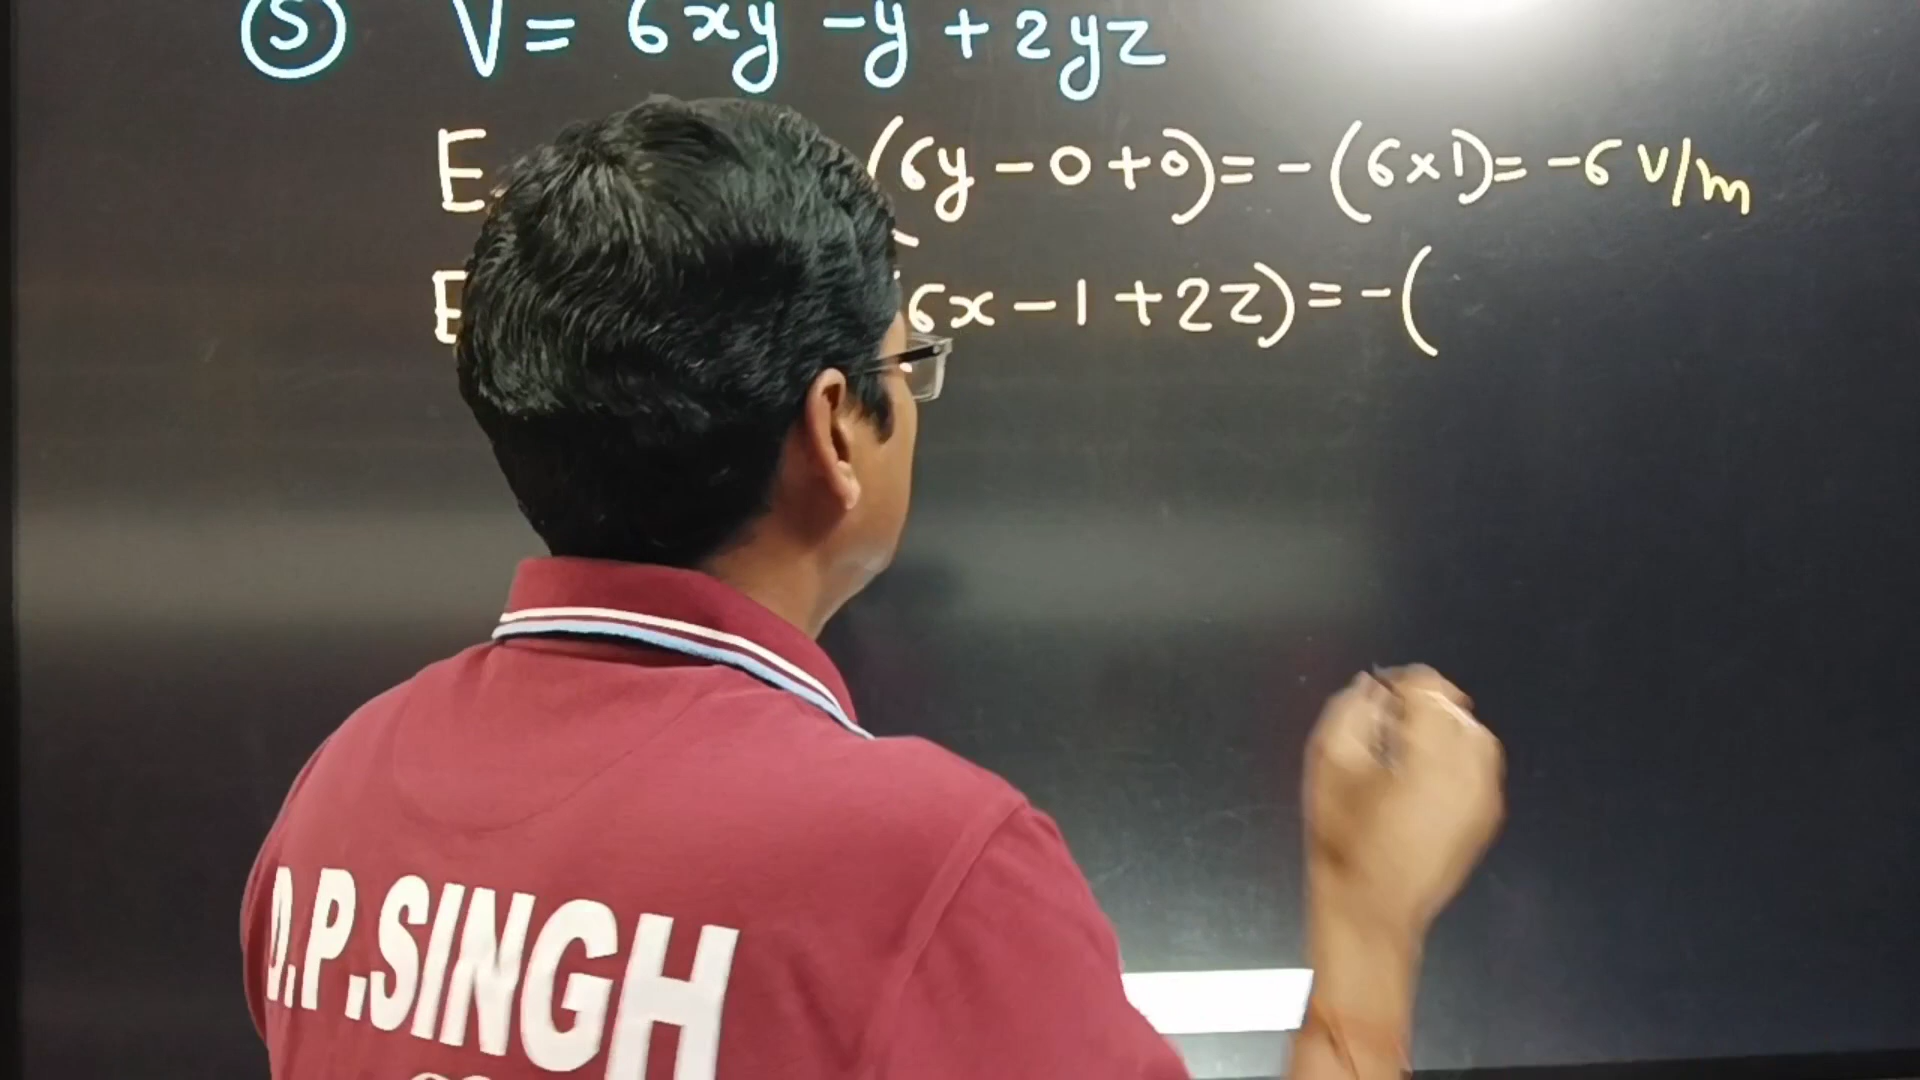 ⑤ V = 6xy - y + 2yz
E (6y - 0 + 0) = - (6×1) = -6 V/m
E 6x - 1 + 2z) = - (
D.P.SINGH